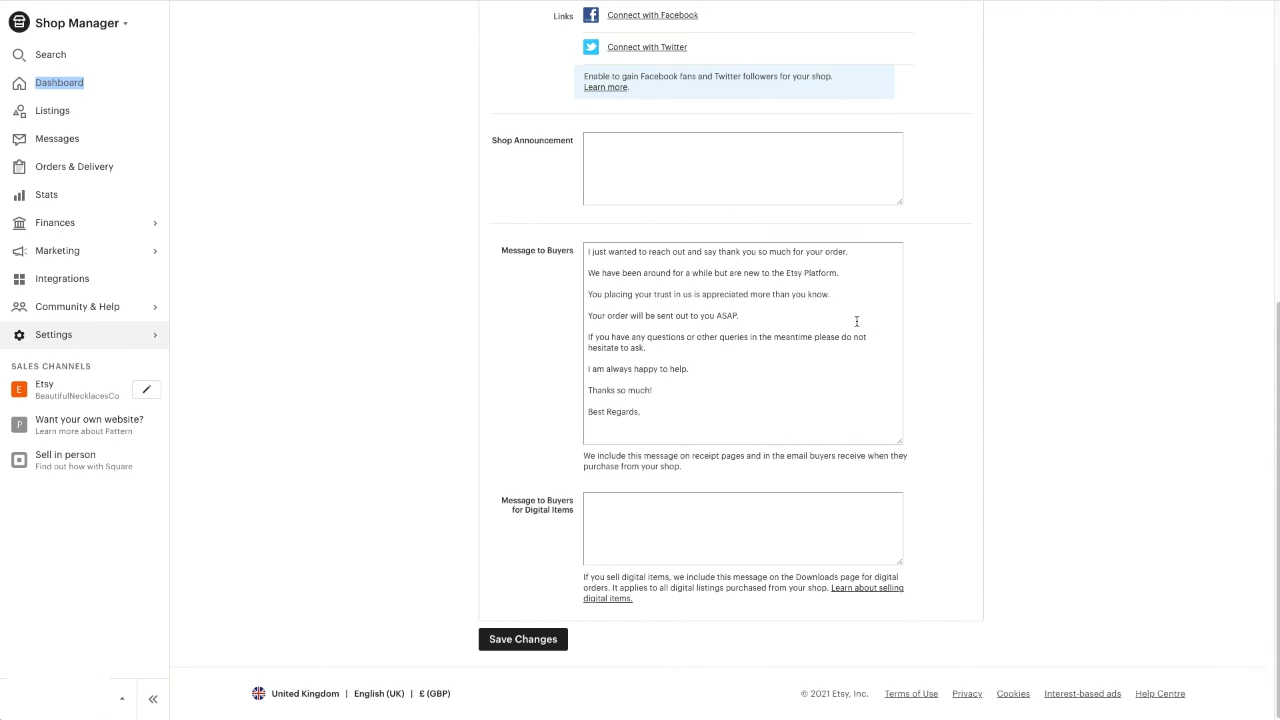 Shop Manager
Search
Dashboard
Listings
Messages
Orders & Delivery
Stats
Finances
Marketing
Integrations
Community & Help
Settings
SALES CHANNELS
E
Etsy
BeautifulNecklacesCo
P
Want your own website?
Learn more about Pattern
Sell in person
Find out how with Square
Links
Connect with Facebook
Connect with Twitter
Enable to gain Facebook fans and Twitter followers for your shop.
Learn more.
Shop Announcement
Message to Buyers
I just wanted to reach out and say thank you so much for your order.
We have been around for a while but are new to the Etsy Platform.
You placing your trust in us is appreciated more than you know.
Your order will be sent out to you ASAP.
If you have any questions or other queries in the meantime please do not
hesitate to ask.
I am always happy to help.
Thanks so much!
Best Regards,
We include this message on receipt pages and in the email buyers receive when they
purchase from your shop.
Message to Buyers
for Digital Items
If you sell digital items, we include this message on the Downloads page for digital
orders. It applies to all digital listings purchased from your shop. Learn about selling
digital items.
Save Changes
United Kingdom | English (UK) | £ (GBP)
© 2021 Etsy, Inc. Terms of Use Privacy Cookies Interest-based ads Help Centre